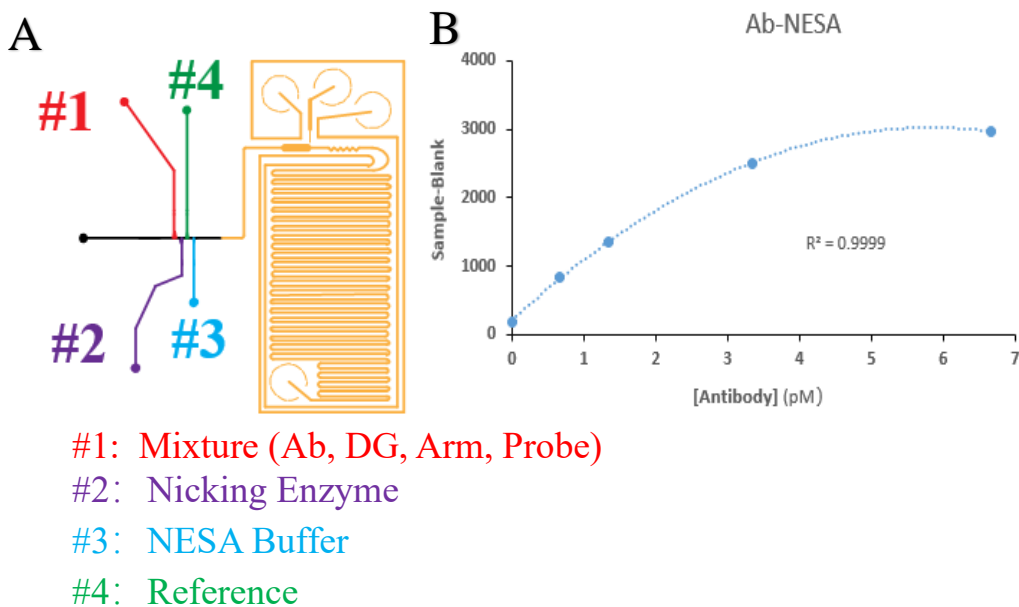 A
#1
#4
#2
#3
B
Ab-NESA
Sample-Blank
4000
3000
2000
1000
0
R² = 0.9999
0 1 2 3 4 5 6 7
[Antibody] (pM)
#1: Mixture (Ab, DG, Arm, Probe)
#2: Nicking Enzyme
#3: NESA Buffer
#4: Reference